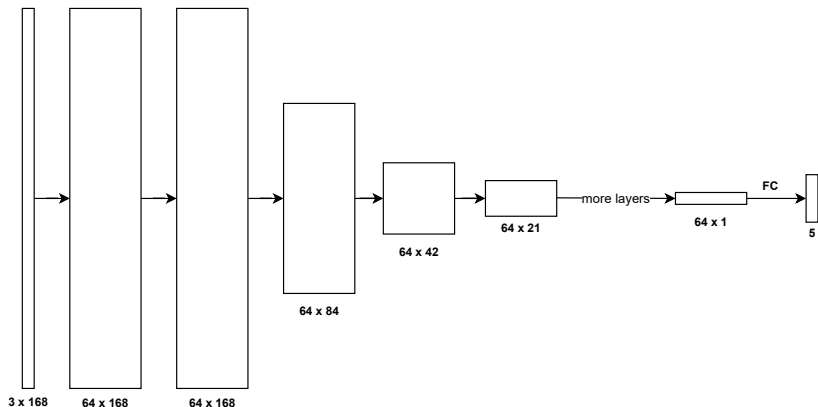 3 x 168
64 x 168
64 x 168
64 x 84
64 x 42
64 x 21
more layers
64 x 1
FC
5